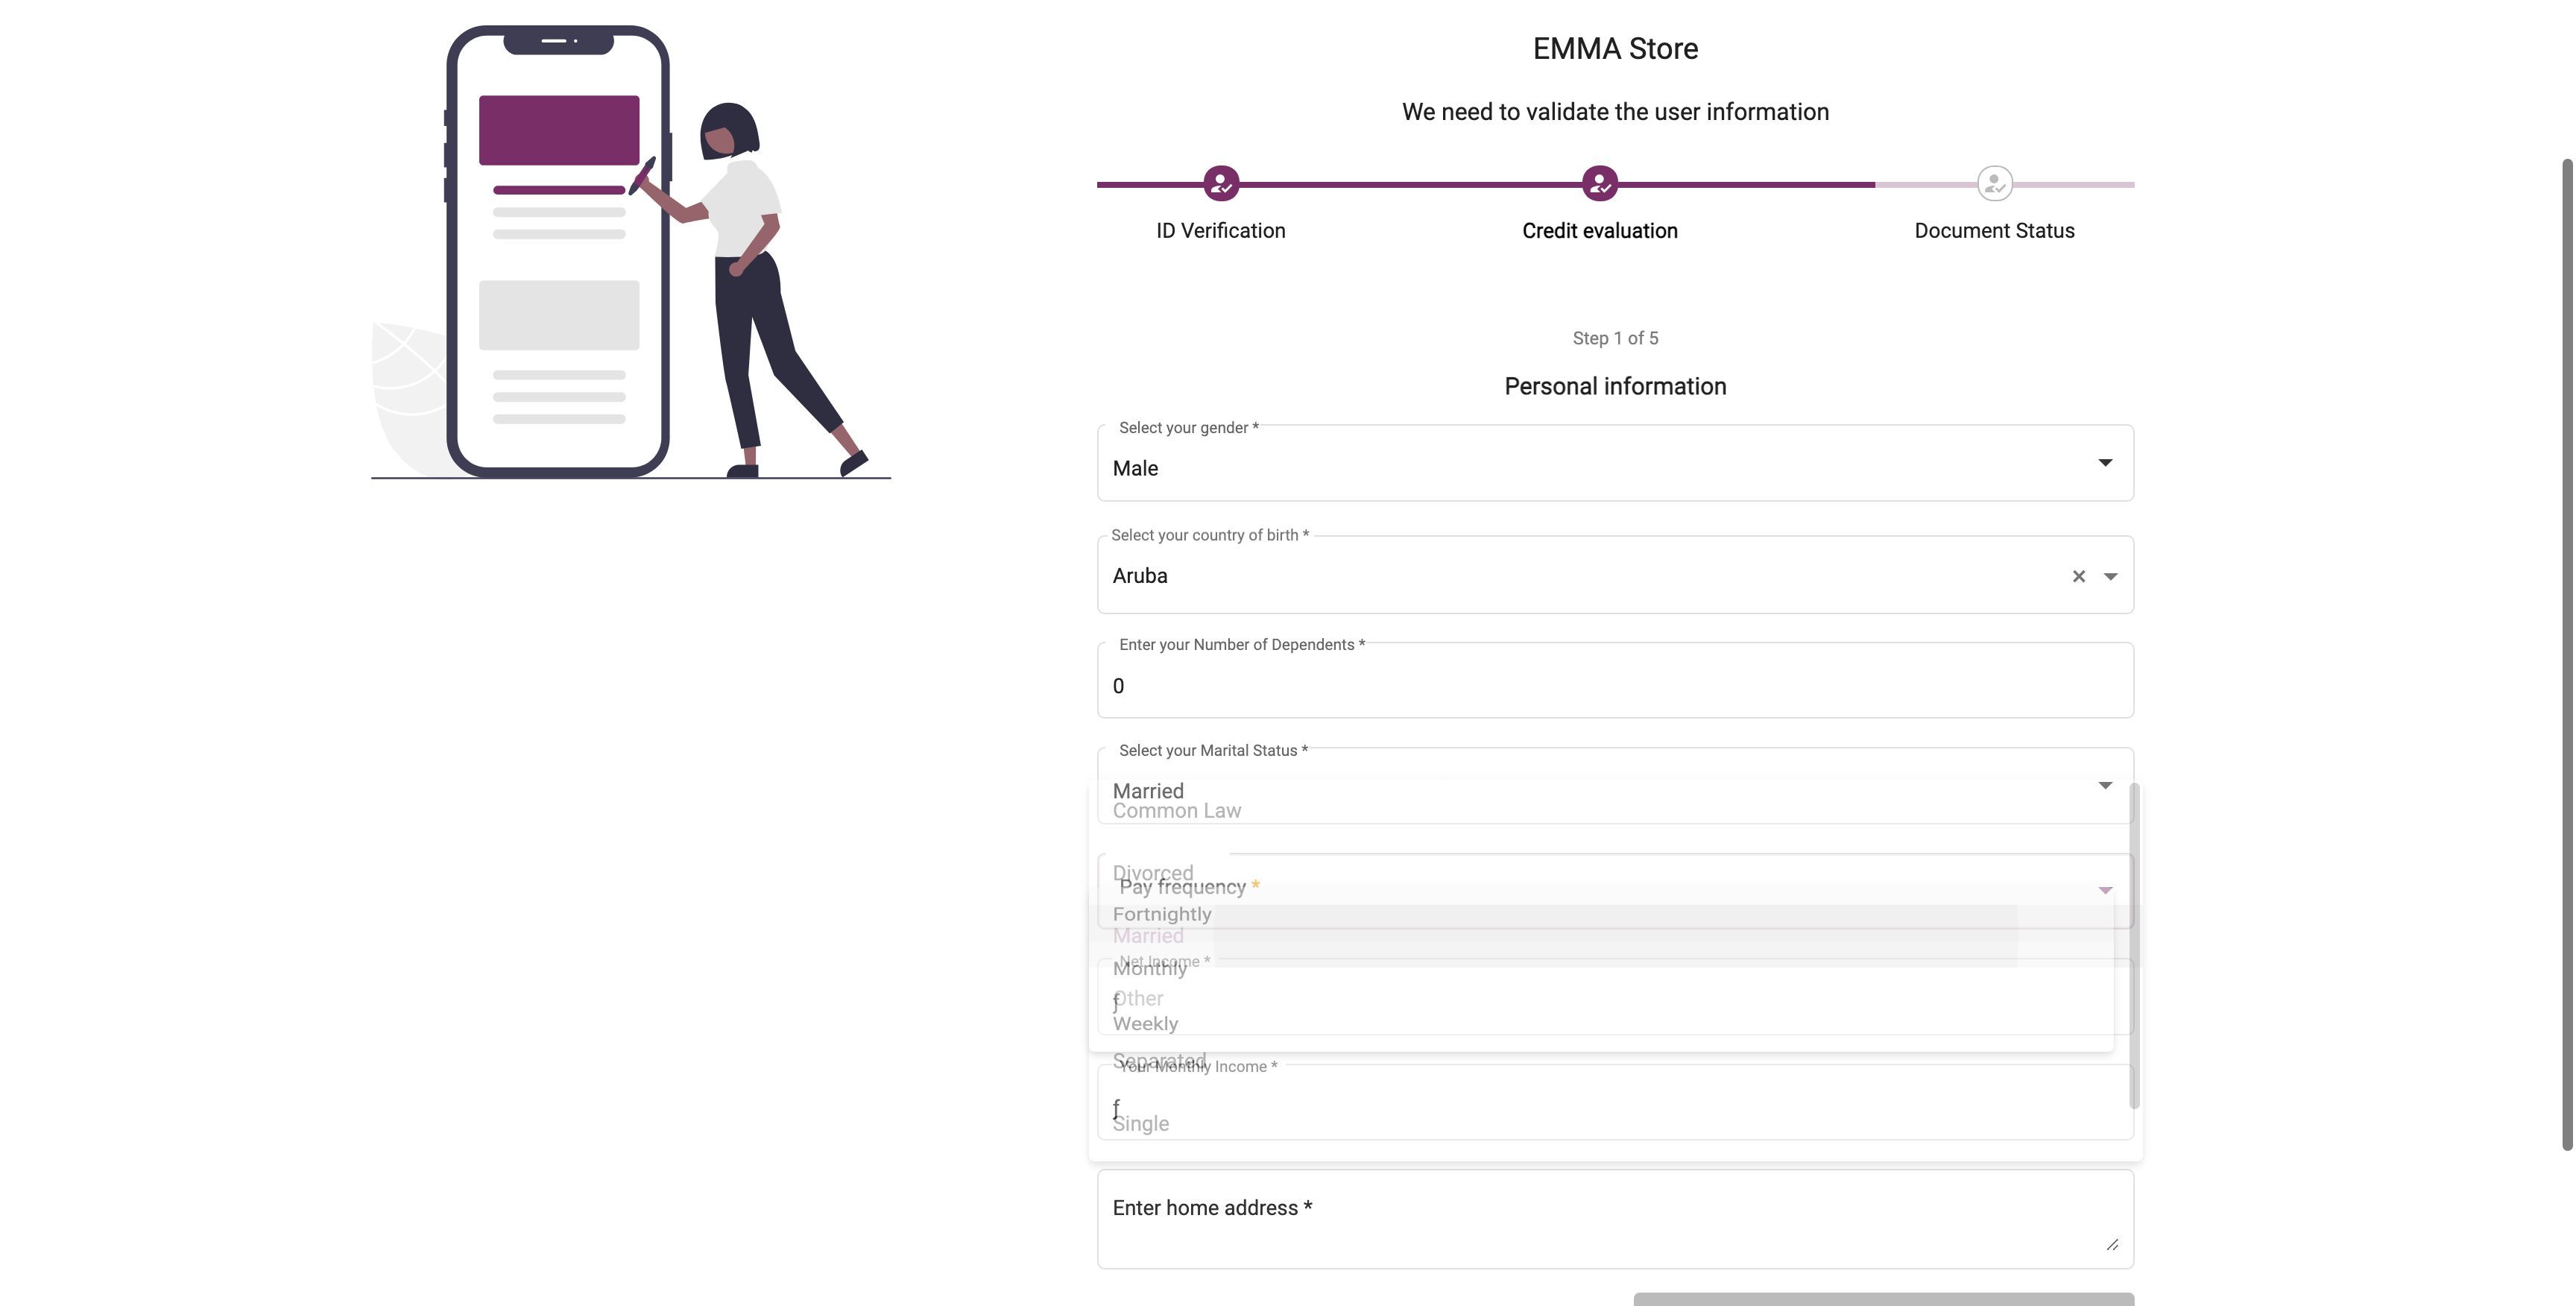 EMMA Store
We need to validate the user information
ID Verification
Credit evaluation
Document Status
Step 1 of 5
Personal information
Select your gender *
Male
Select your country of birth *
Aruba
Enter your Number of Dependents *
0
Select your Marital Status *
Married
Common Law
Divorced
Pay frequency *
Fortnightly
Married
Net Income *
Monthly
Other
ƒ
Weekly
Separated
Your Monthly Income *
ƒ
Single
Enter home address *